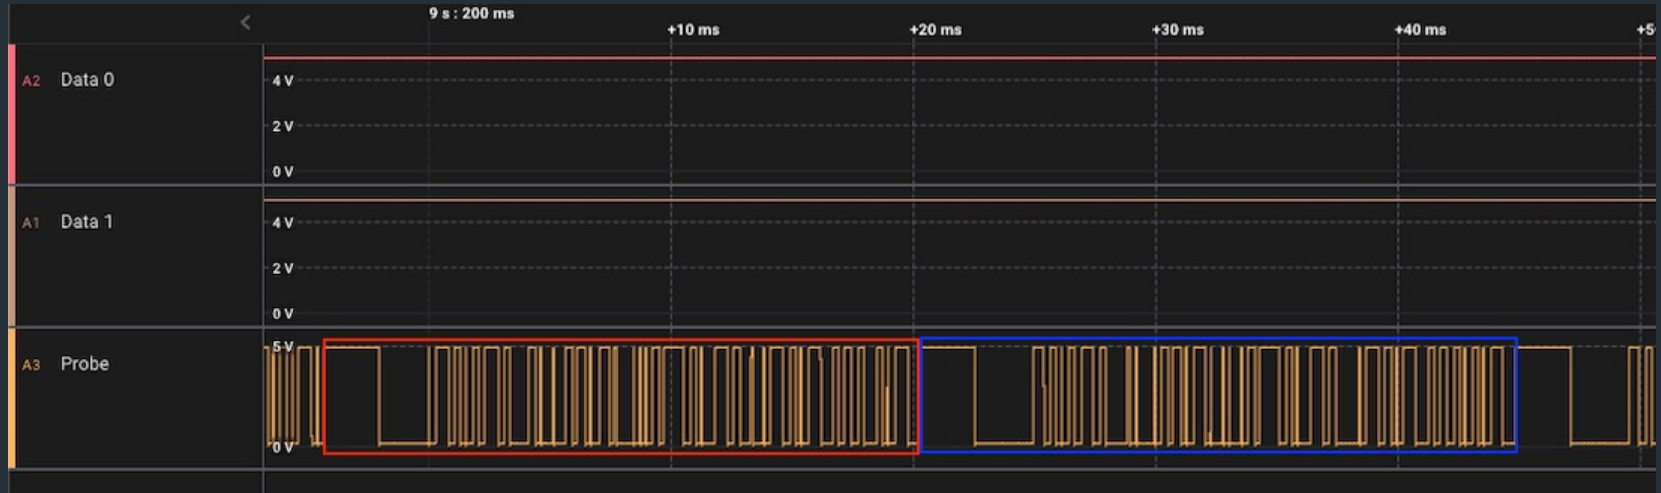 9 s : 200 ms
+10 ms
+20 ms
+30 ms
+40 ms
+5
A2 Data 0
4 V
2 V
0 V
A1 Data 1
4 V
2 V
0 V
A3 Probe
5 V
0 V